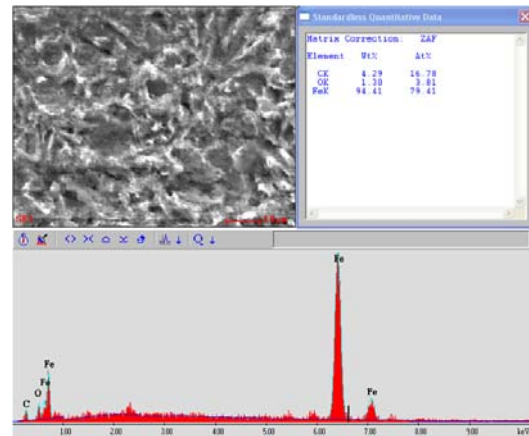 Standardless Quantitative Data
Matrix Correction: ZAF
Element Wt% At%
CK 4.29 16.78
OK 1.30 3.81
FeK 94.41 79.41
SE1
Fe
Fe
Fe
O
Fe
C
1.00 2.00 3.00 4.00 5.00 6.00 7.00 8.00 9.00 keV